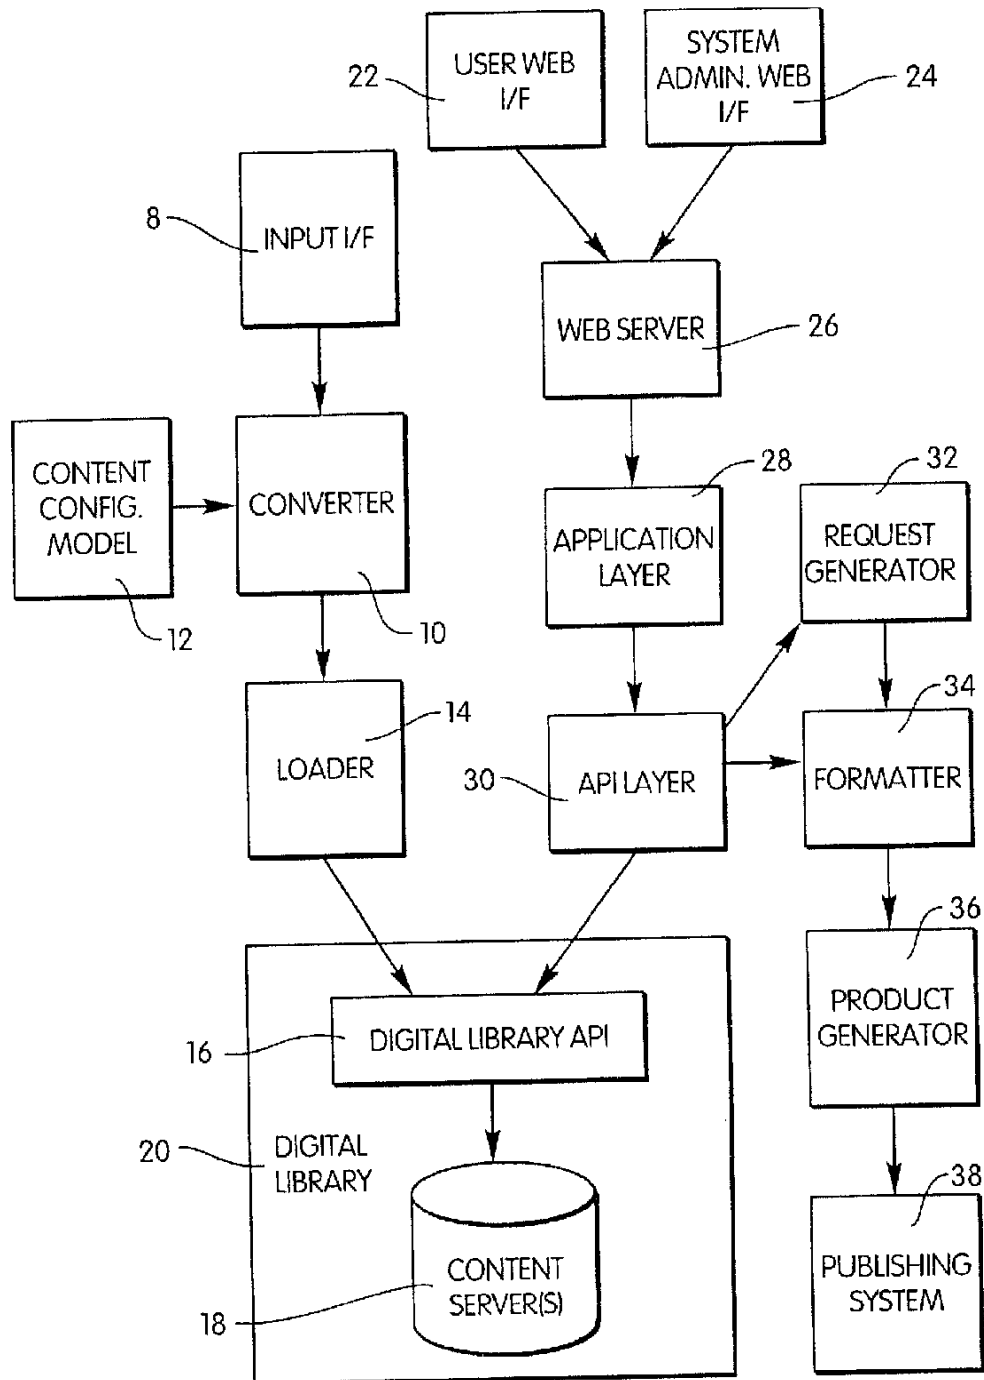 22
USER WEB
I/F
SYSTEM
ADMIN. WEB
I/F
24
8
INPUT I/F
WEB SERVER
26
CONTENT
CONFIG.
MODEL
12
CONVERTER
10
28
APPLICATION
LAYER
32
REQUEST
GENERATOR
14
LOADER
30
API LAYER
34
FORMATTER
36
PRODUCT
GENERATOR
16
DIGITAL LIBRARY API
20
DIGITAL
LIBRARY
18
CONTENT
SERVER(S)
38
PUBLISHING
SYSTEM